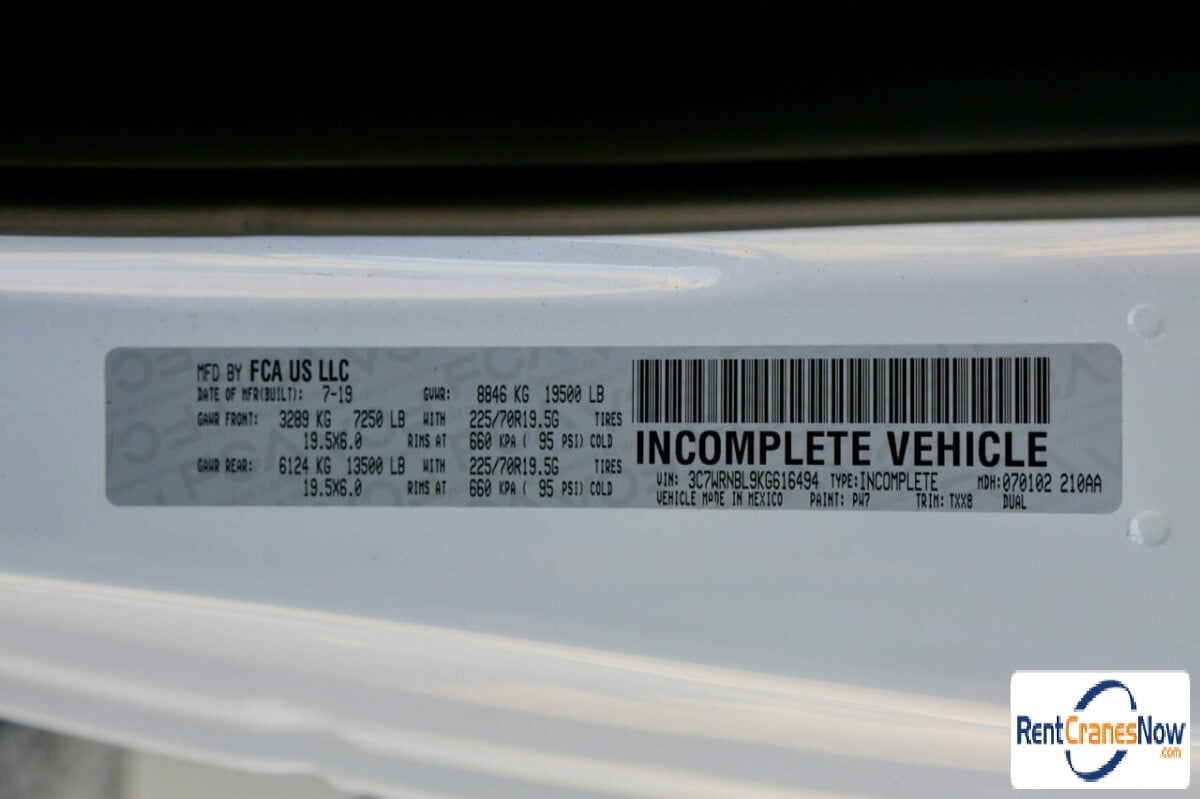 MFD BY FCA US LLC
DATE OF MFR(BUILT): 7-19 GVWR: 8846 KG 19500 LB
GAWR FRONT: 3289 KG 7250 LB WITH 225/70R19.5G TIRES
19.5X6.0 RIMS AT 660 KPA ( 95 PSI) COLD
GAWR REAR: 6124 KG 13500 LB WITH 225/70R19.5G TIRES
19.5X6.0 RIMS AT 660 KPA ( 95 PSI) COLD
INCOMPLETE VEHICLE
VIN: 3C7WRNBL9KG616494 TYPE:INCOMPLETE MDH:070102 210AA
VEHICLE MADE IN MEXICO PAINT: PW7 TRIM: TXX8 DUAL
RentCranesNow
.com